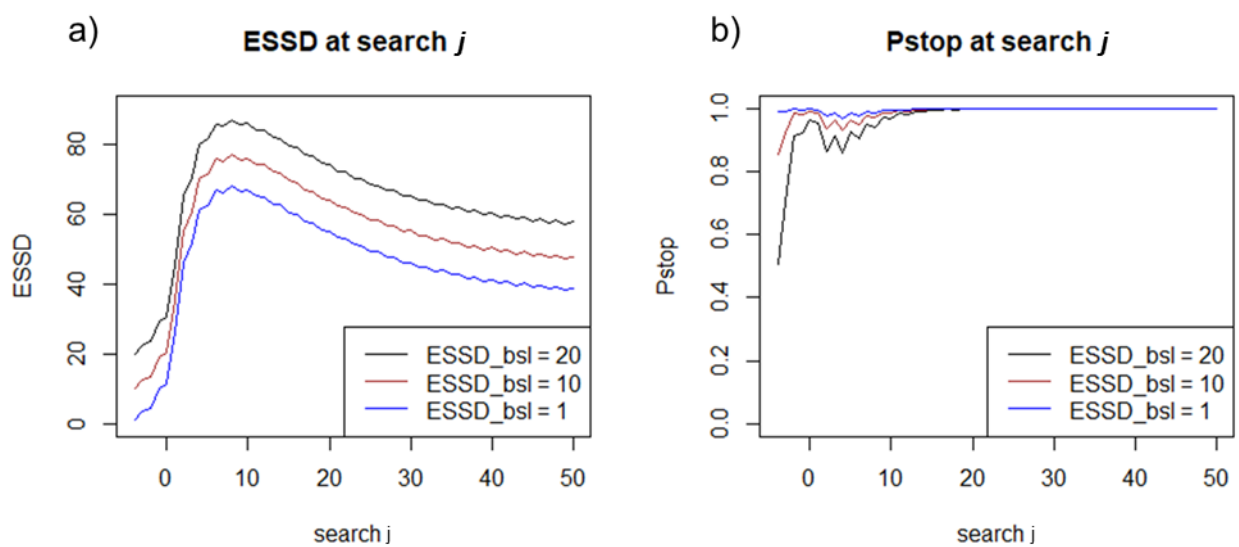 a)
ESSD at search j
ESSD
0 20 40 60 80
0 10 20 30 40 50
search j
ESSD_bsl = 20
ESSD_bsl = 10
ESSD_bsl = 1
b)
Pstop at search j
Pstop
0.0 0.2 0.4 0.6 0.8 1.0
0 10 20 30 40 50
search j
ESSD_bsl = 20
ESSD_bsl = 10
ESSD_bsl = 1